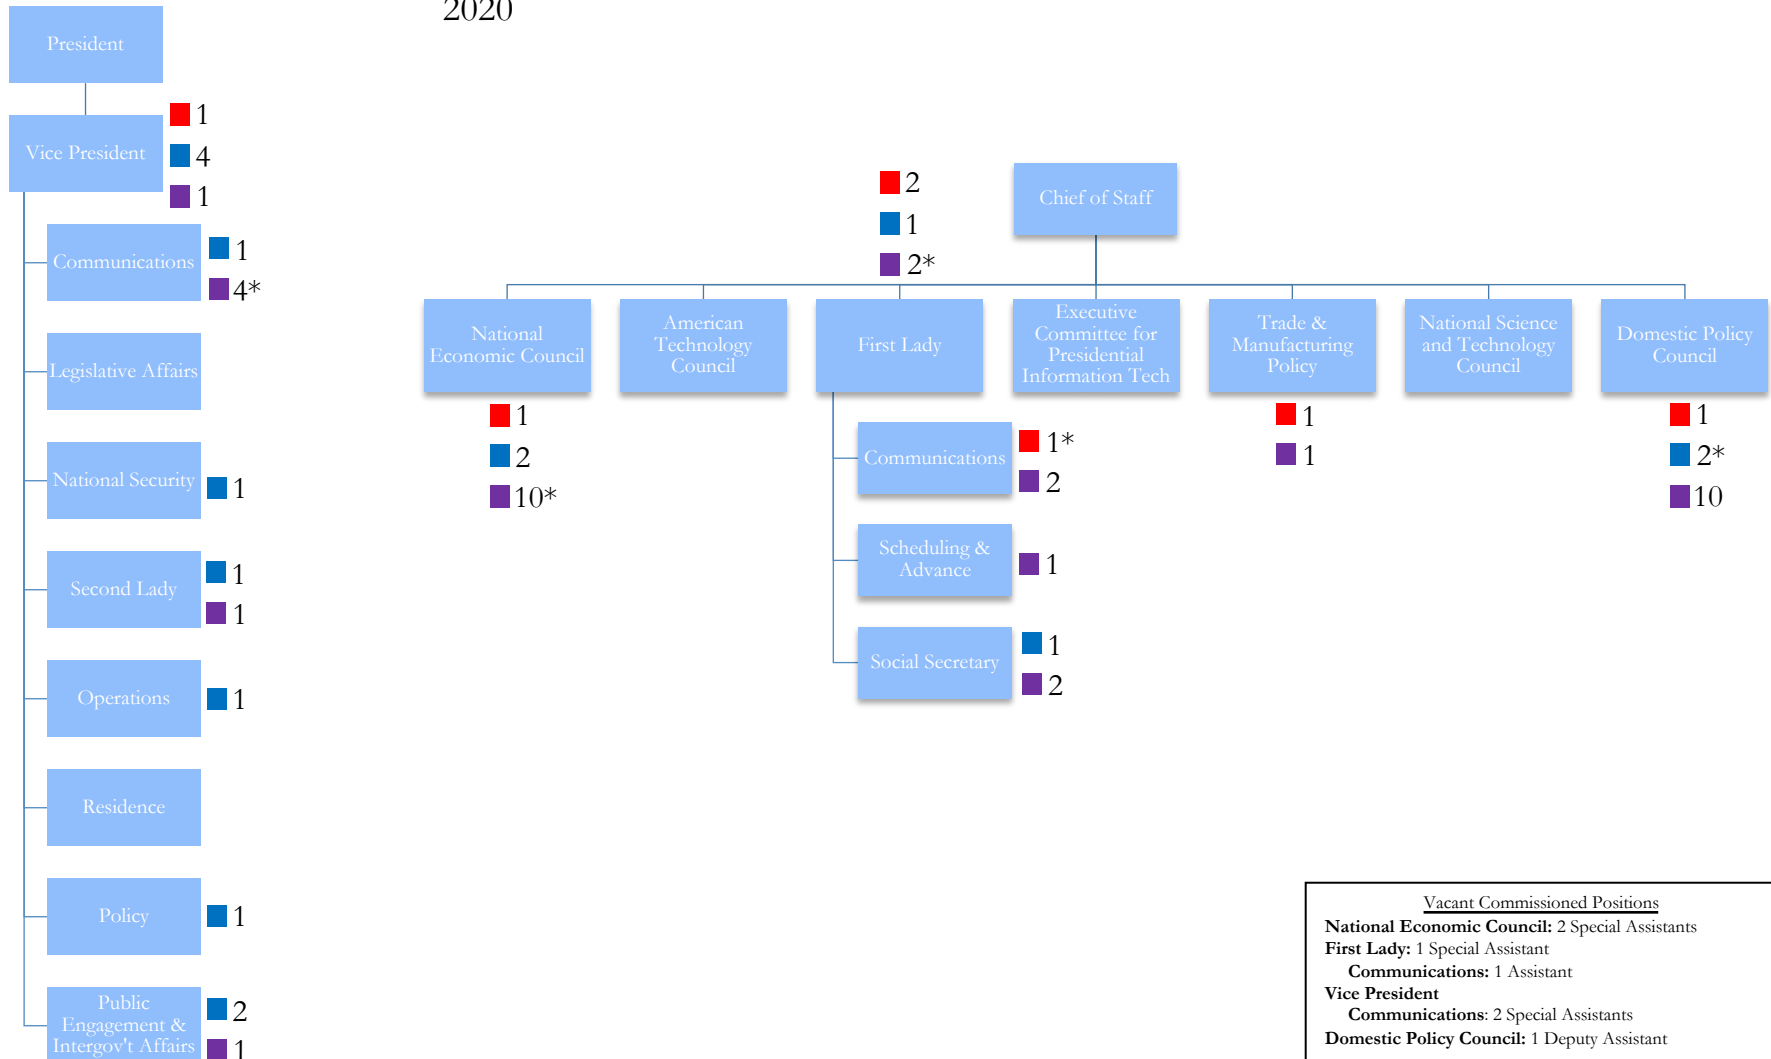 2020
President
Vice President
1
4
1
Communications
1
4*
Legislative Affairs
National Security
1
Second Lady
1
1
Operations
1
Residence
Policy
1
Public
Engagement &
Intergov't Affairs
2
1
Chief of Staff
2
1
2*
National
Economic Council
1
2
10*
American
Technology
Council
First Lady
Communications
1*
2
Scheduling &
Advance
1
Social Secretary
1
2
Executive
Committee for
Presidential
Information Tech
Trade &
Manufacturing
Policy
1
1
National Science
and Technology
Council
Domestic Policy
Council
1
2*
10
Vacant Commissioned Positions
National Economic Council: 2 Special Assistants
First Lady: 1 Special Assistant
Communications: 1 Assistant
Vice President
Communications: 2 Special Assistants
Domestic Policy Council: 1 Deputy Assistant